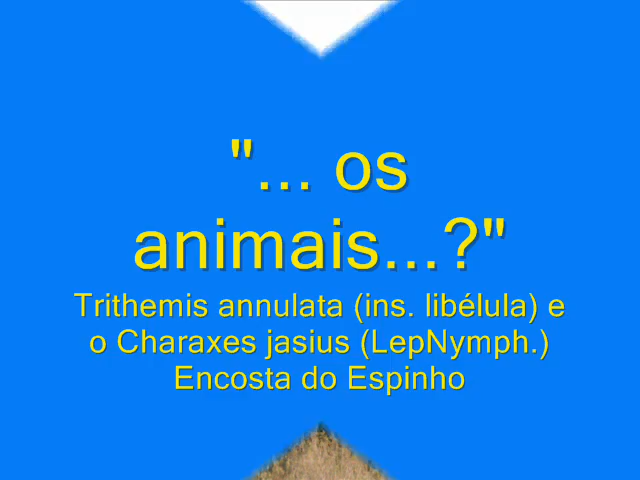 "... os
animais...?"
Trithemis annulata (ins. libélula) e
o Charaxes jasius (LepNymph.)
Encosta do Espinho